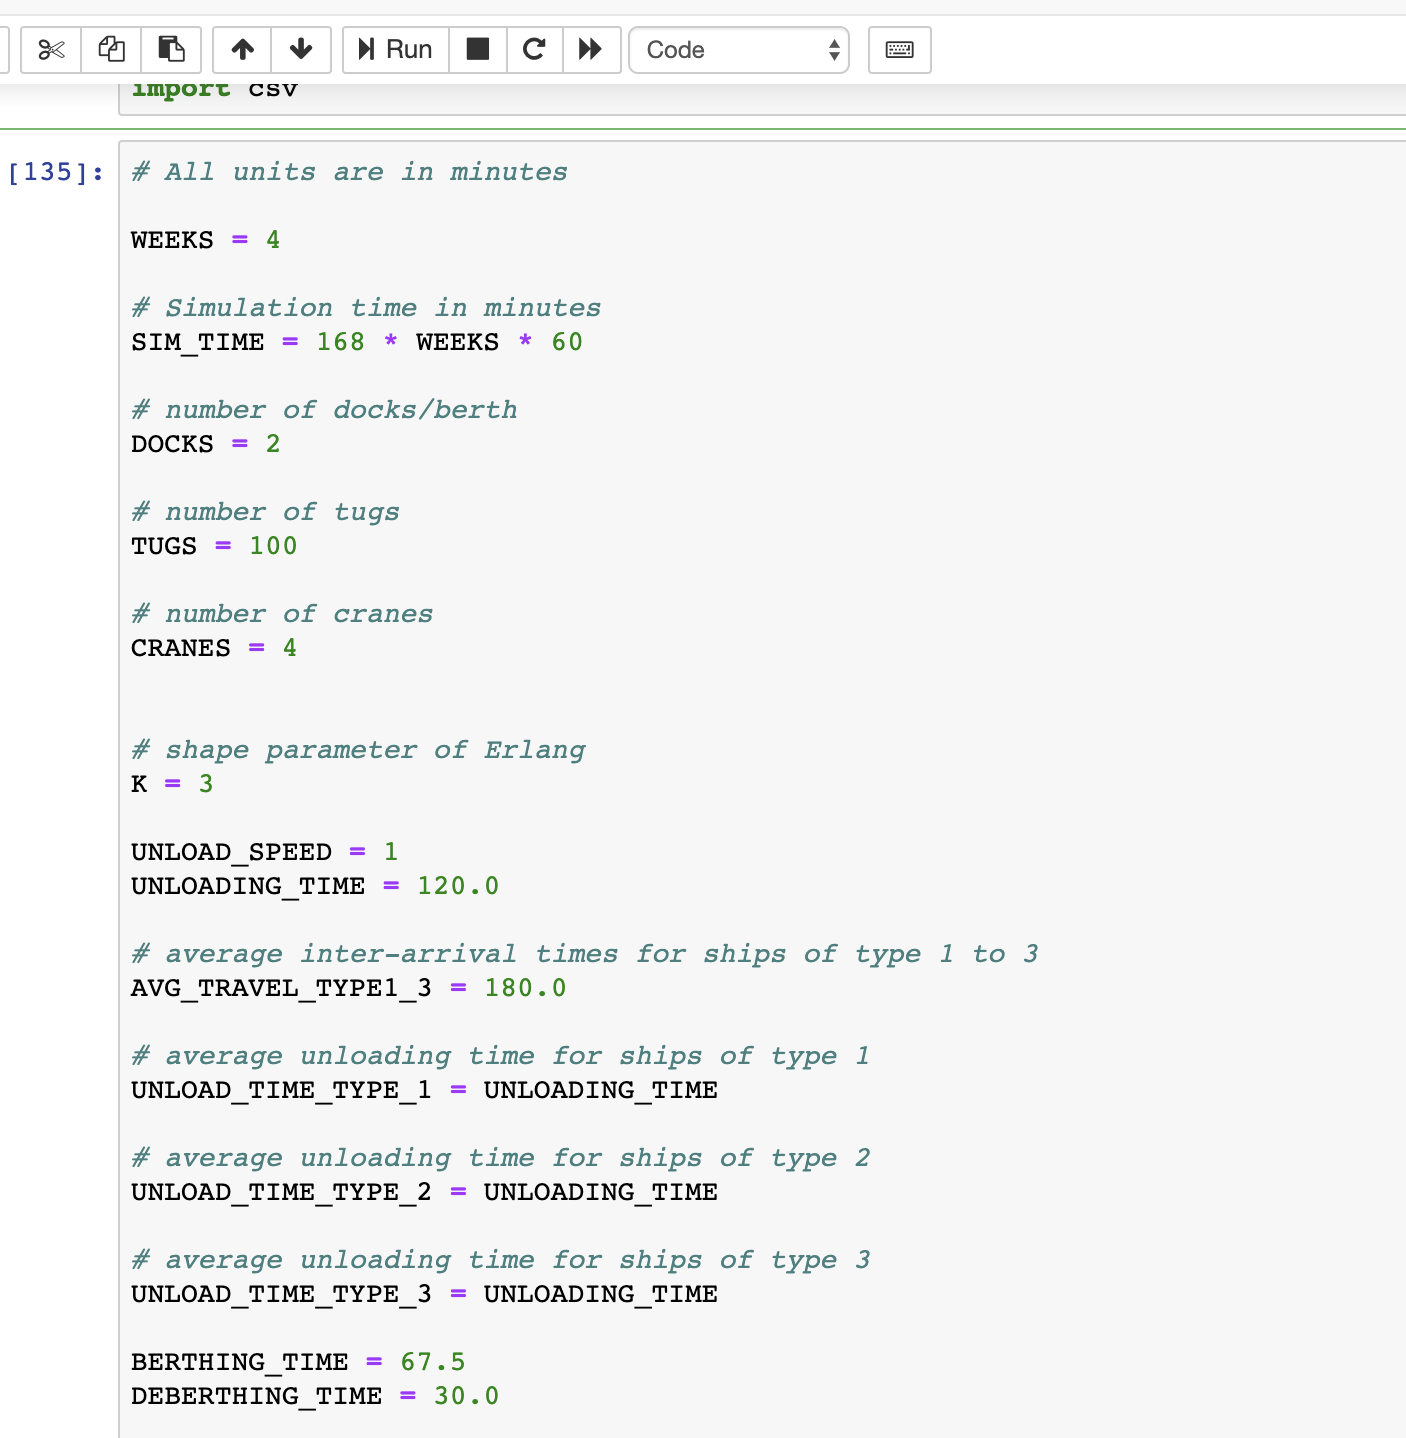 Run
Code
import csv
[135]:
# All units are in minutes
WEEKS = 4
# Simulation time in minutes
SIM_TIME = 168 * WEEKS * 60
# number of docks/berth
DOCKS = 2
# number of tugs
TUGS = 100
# number of cranes
CRANES = 4
# shape parameter of Erlang
K = 3
UNLOAD_SPEED = 1
UNLOADING_TIME = 120.0
# average inter-arrival times for ships of type 1 to 3
AVG_TRAVEL_TYPE1_3 = 180.0
# average unloading time for ships of type 1
UNLOAD_TIME_TYPE_1 = UNLOADING_TIME
# average unloading time for ships of type 2
UNLOAD_TIME_TYPE_2 = UNLOADING_TIME
# average unloading time for ships of type 3
UNLOAD_TIME_TYPE_3 = UNLOADING_TIME
BERTHING_TIME = 67.5
DEBERTHING_TIME = 30.0